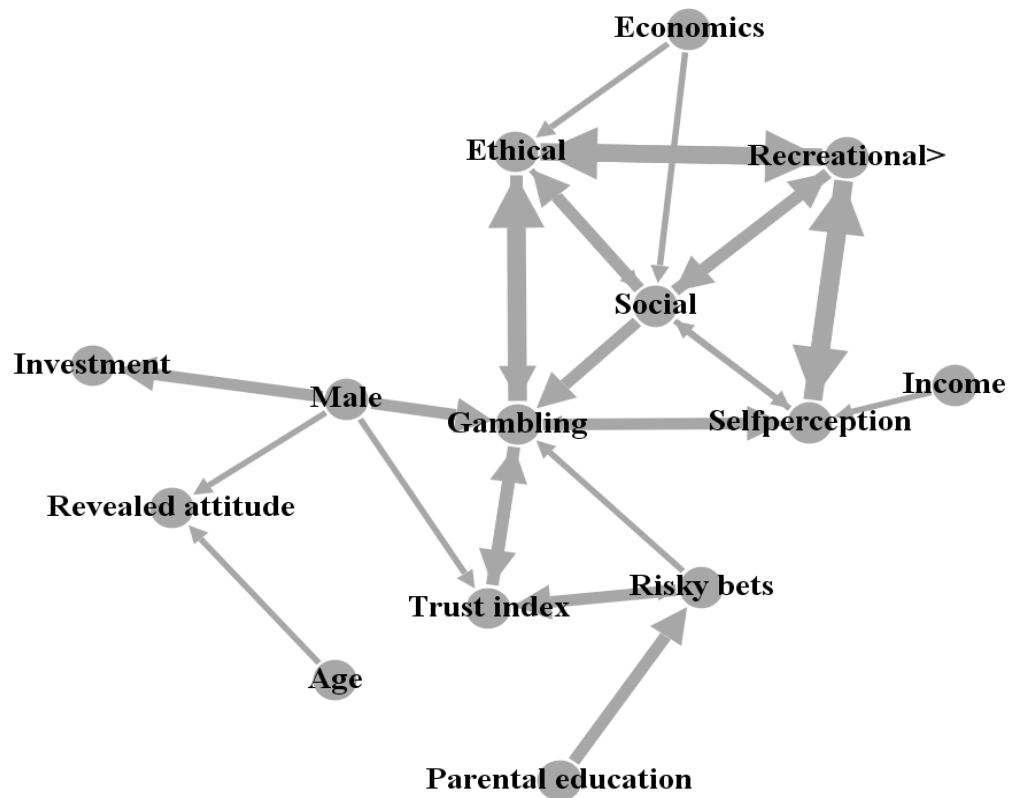 Economics
Ethical
Recreational>
Social
Investment
Male
Income
Gambling
Selfperception
Revealed attitude
Risky bets
Trust index
Age
Parental education